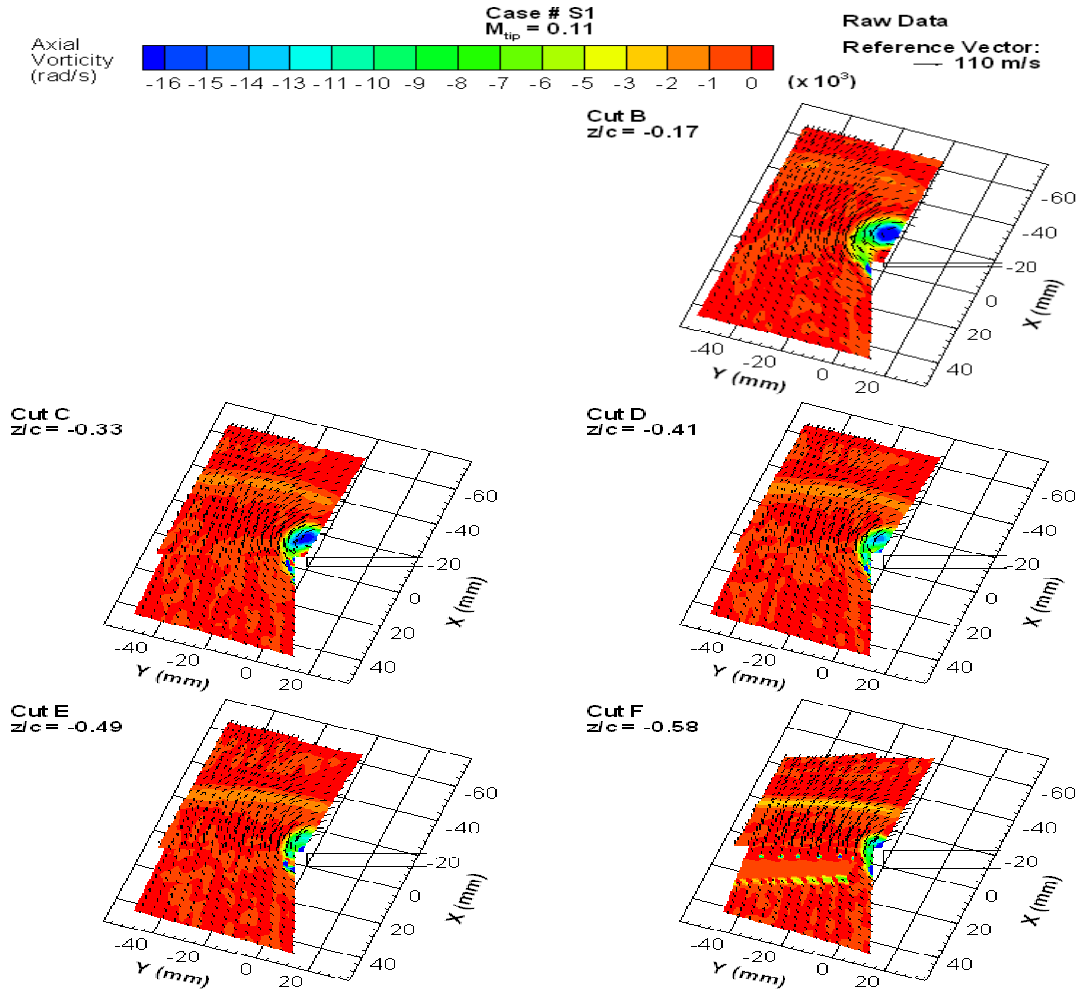 Case # S1
M_tip = 0.11
Raw Data
Reference Vector:
110 m/s
Axial
Vorticity
(rad/s)
-16 -15 -14 -13 -11 -10 -9 -8 -7 -6 -5 -3 -2 -1 0 (x 10³)
Cut B
z/c = -0.17
-60
-40
-20
0
20
40
X (mm)
-40 -20 0 20
Y (mm)
Cut C
z/c = -0.33
-60
-40
-20
0
20
40
X (mm)
-40 -20 0 20
Y (mm)
Cut D
z/c = -0.41
-60
-40
-20
0
20
40
X (mm)
-40 -20 0 20
Y (mm)
Cut E
z/c = -0.49
-60
-40
-20
0
20
40
X (mm)
-40 -20 0 20
Y (mm)
Cut F
z/c = -0.58
-60
-40
-20
0
20
40
X (mm)
-40 -20 0 20
Y (mm)